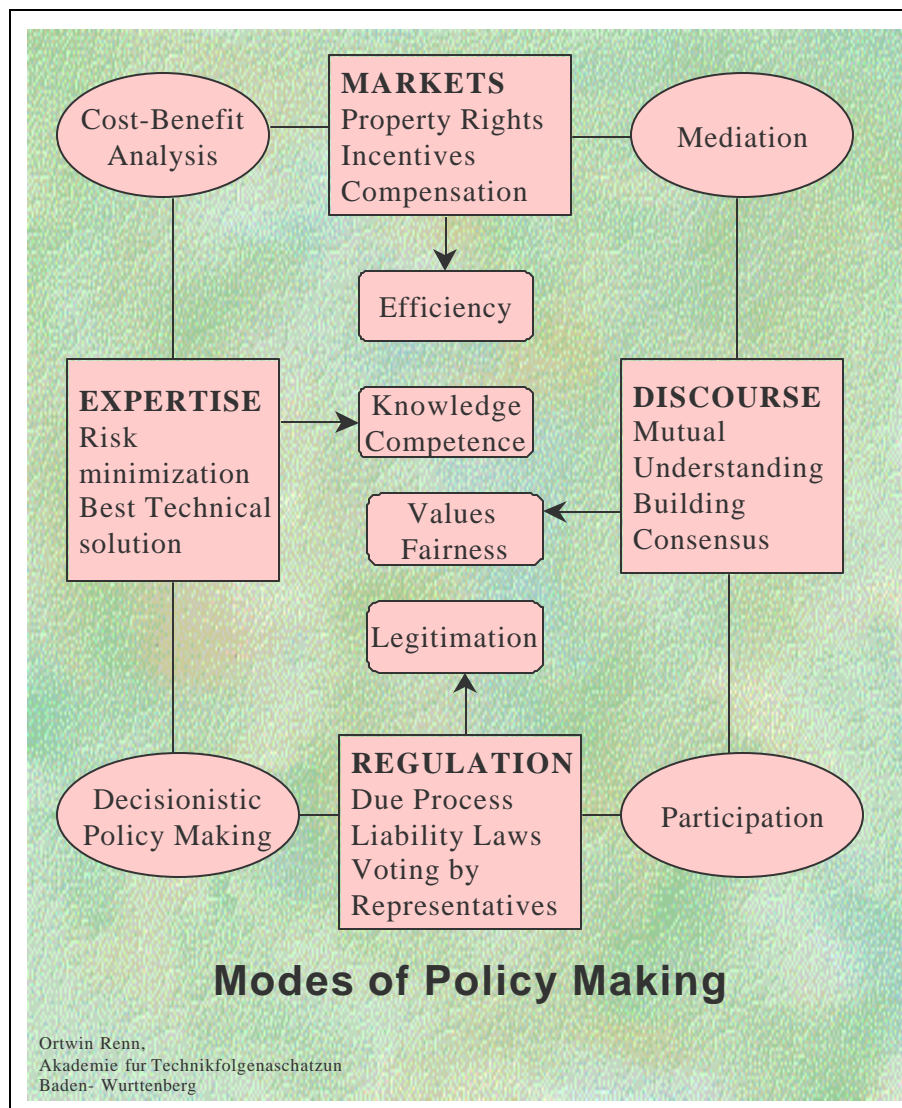 Cost-Benefit
Analysis
MARKETS
Property Rights
Incentives
Compensation
Mediation
Efficiency
EXPERTISE
Risk
minimization
Best Technical
solution
Knowledge
Competence
DISCOURSE
Mutual
Understanding
Building
Consensus
Values
Fairness
Legitimation
Decisionistic
Policy Making
REGULATION
Due Process
Liability Laws
Voting by
Representatives
Participation
Modes of Policy Making
Ortwin Renn,
Akademie fur Technikfolgenaschatzun
Baden- Wurttenberg